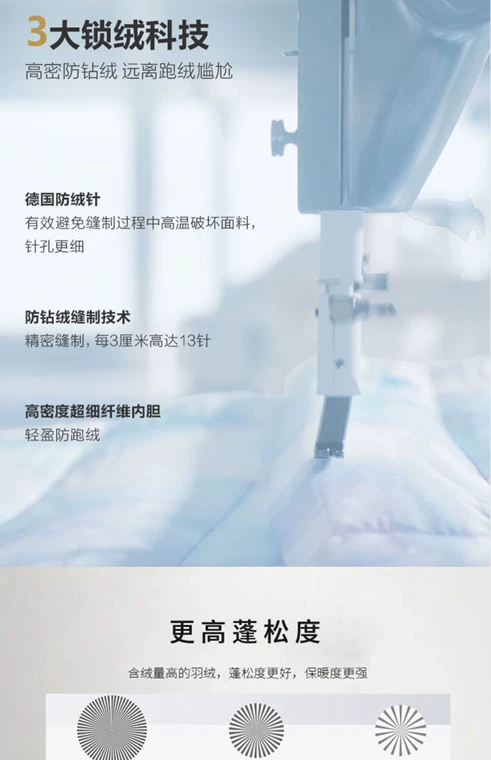 3大锁绒科技
高密防钻绒 远离跑绒尴尬
德国防绒针
有效避免缝制过程中高温破坏面料，
针孔更细
防钻绒缝制技术
精密缝制，每3厘米高达13针
高密度超细纤维内胆
轻盈防跑绒
更高蓬松度
含绒量高的羽绒，蓬松度更好，保暖度更强